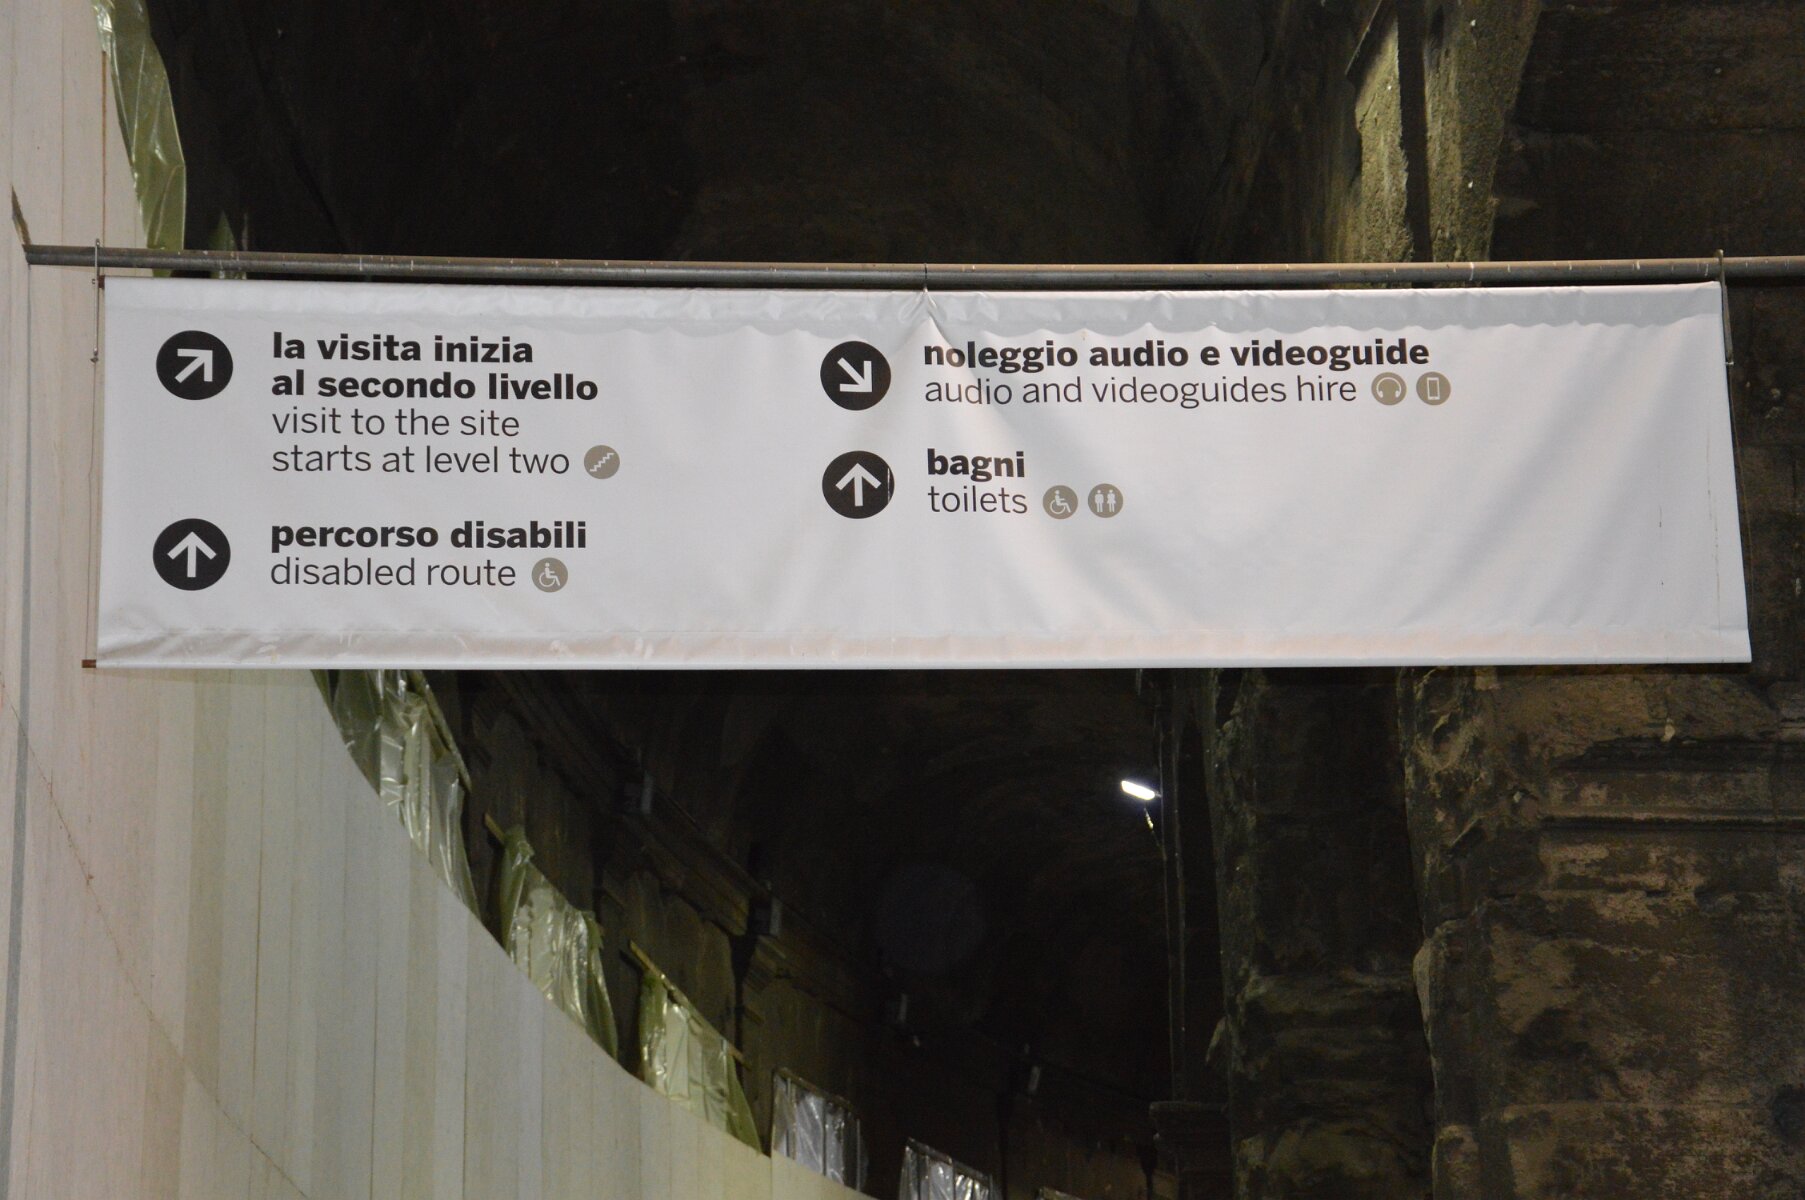 la visita inizia
al secondo livello
visit to the site
starts at level two
percorso disabili
disabled route
noleggio audio e videoguide
audio and videoguides hire
bagni
toilets